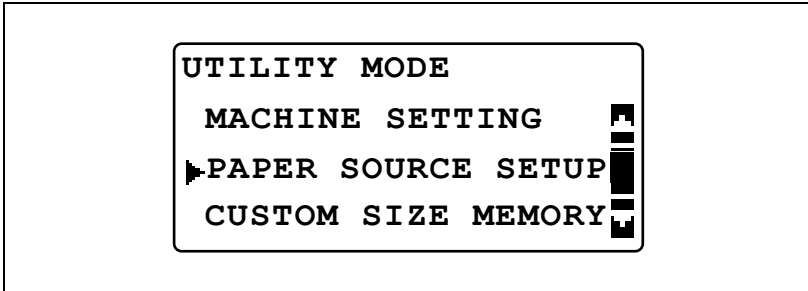 UTILITY MODE
MACHINE SETTING
PAPER SOURCE SETUP
CUSTOM SIZE MEMORY